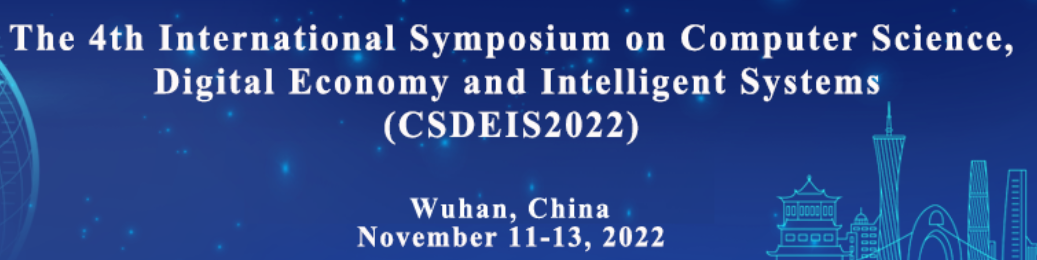 The 4th International Symposium on Computer Science,
Digital Economy and Intelligent Systems
(CSDEIS2022)
Wuhan, China
November 11-13, 2022